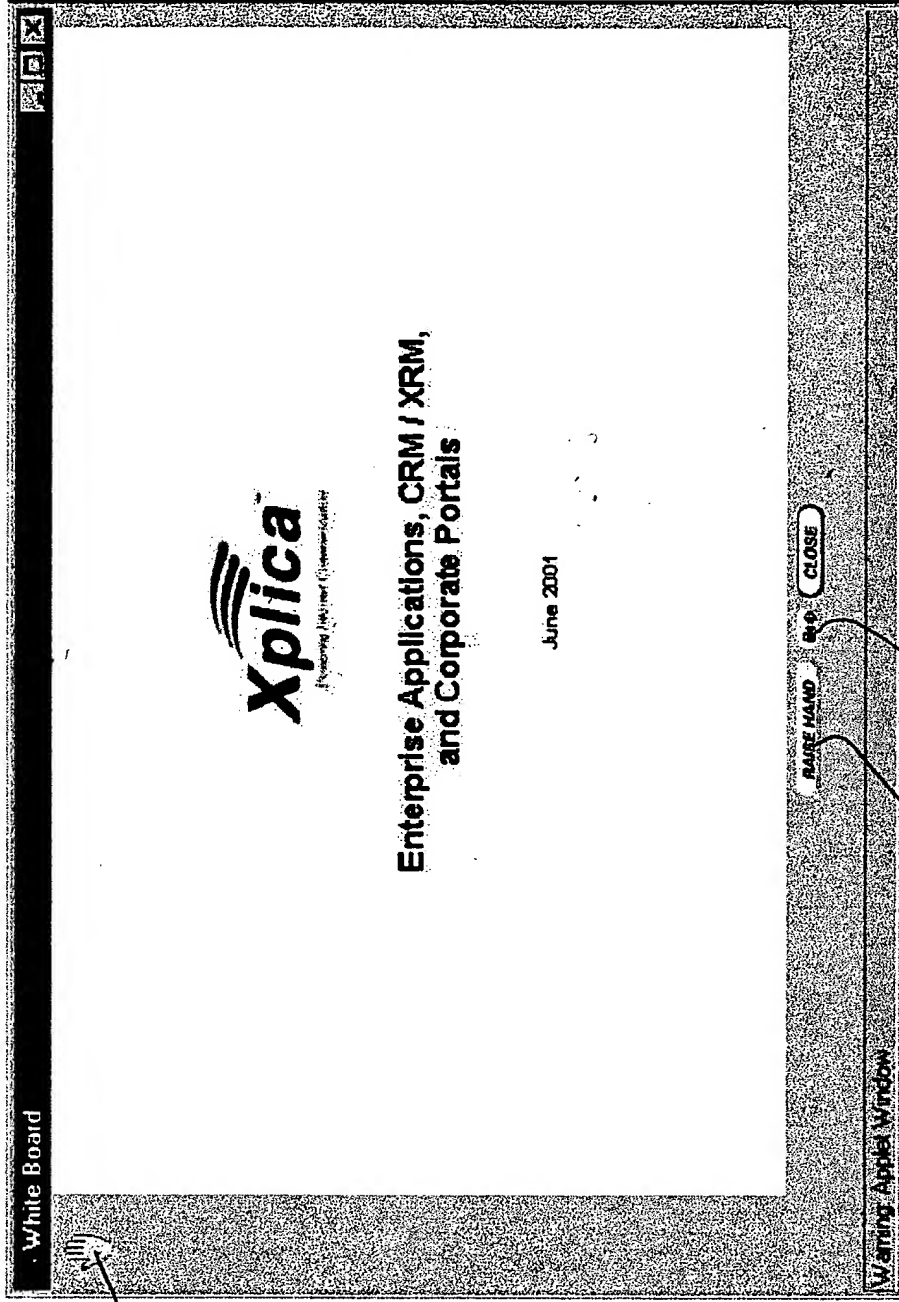 White Board
Xplica
Enterprise Applications, CRM / XRM,
and Corporate Portals
June 2001
RAISE HAND
CLOSE
Warning: Applet Window